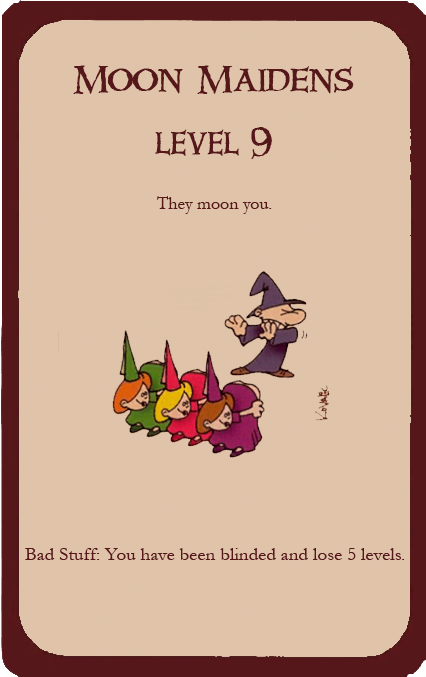 Moon Maidens
Level 9
They moon you.
Bad Stuff: You have been blinded and lose 5 levels.